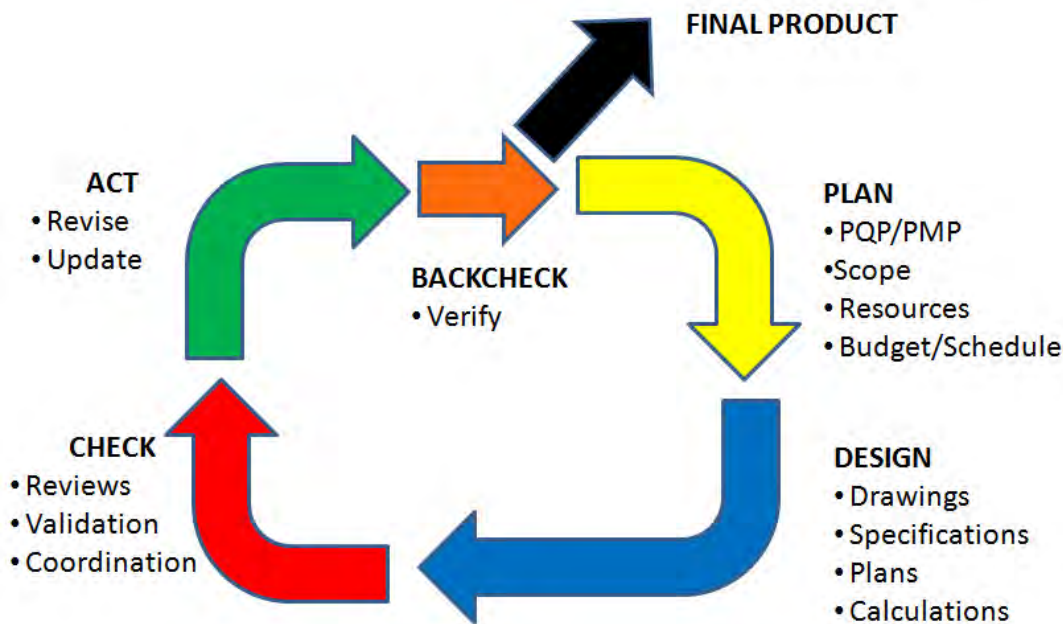 FINAL PRODUCT
ACT
• Revise
• Update
BACKCHECK
• Verify
PLAN
• PQP/PMP
•Scope
• Resources
• Budget/Schedule
CHECK
• Reviews
• Validation
• Coordination
DESIGN
• Drawings
• Specifications
• Plans
• Calculations